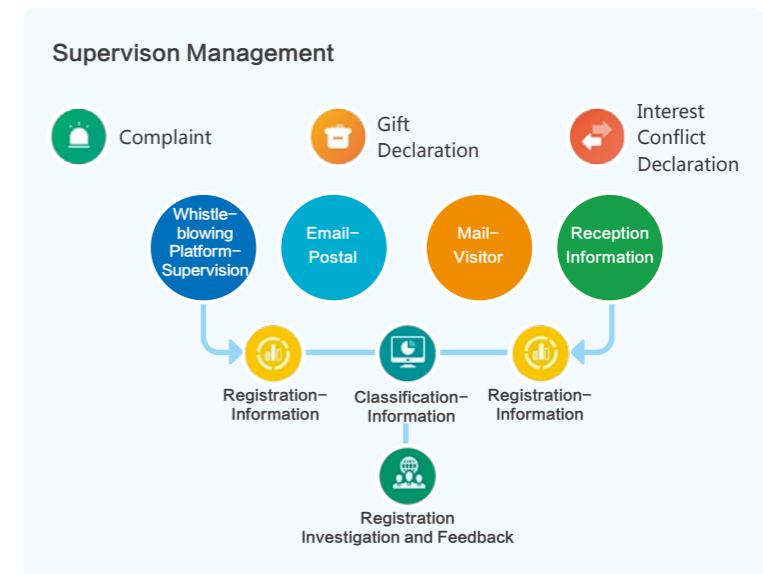 Supervison Management
Complaint
Gift
Declaration
Interest
Conflict
Declaration
Whistle–
blowing
Platform–
Supervision
Email–
Postal
Mail–
Visitor
Reception
Information
Registration–
Information
Classification–
Information
Registration–
Information
Registration
Investigation and Feedback